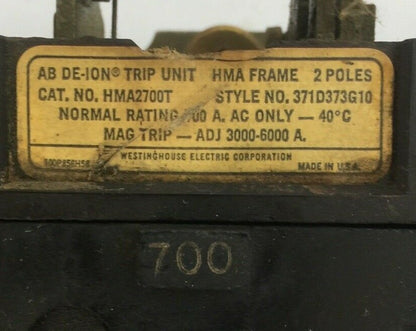 AB DE-ION® TRIP UNIT HMA FRAME 2 POLES
CAT. NO. HMA2700T STYLE NO. 371D373G10
NORMAL RATING 700 A. AC ONLY — 40°C
MAG TRIP — ADJ 3000-6000 A.
WESTINGHOUSE ELECTRIC CORPORATION
MADE IN U.S.A.
700